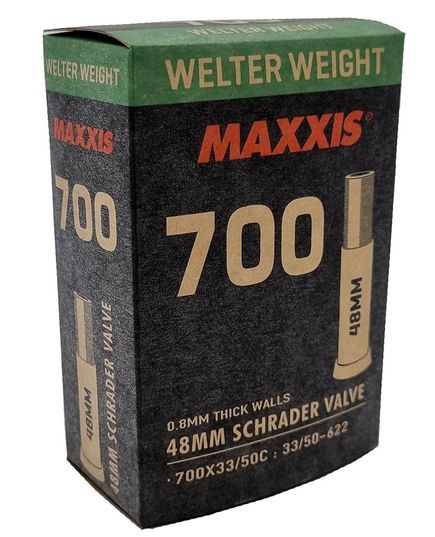 WELTER WEIGHT
WELTER WEIGHT
MAXXIS®
700
48MM
0.8MM THICK WALLS
48MM SCHRADER VALVE
· 700X33/50C : 33/50-622
MAXXIS®
700
48MM
48MM SCHRADER VALVE